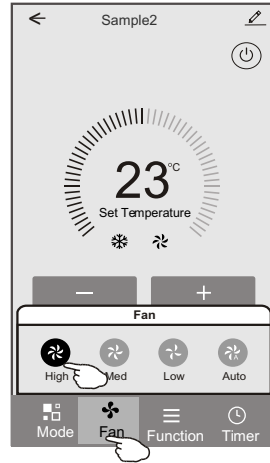 Sample2
23°C
Set Temperature
Fan
High Med Low Auto
Mode Fan Function Timer